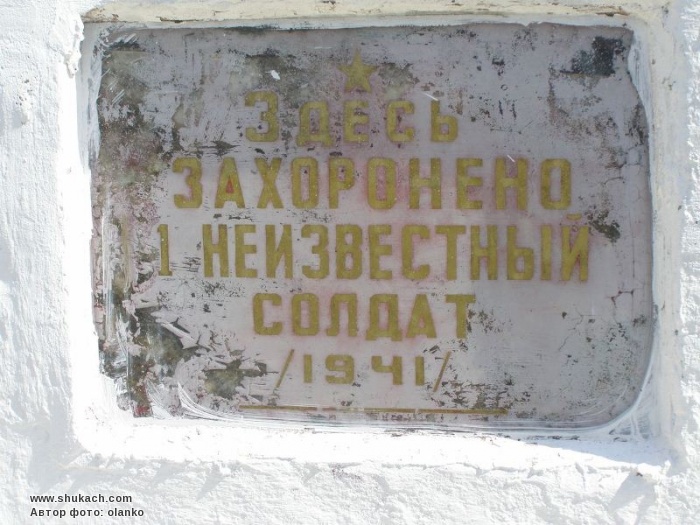 Здесь
ЗАХОРОНЕНО
1 НЕИЗВЕСТНЫЙ
СОЛДАТ
/1941/
www.shukach.com
Автор фото: olanko